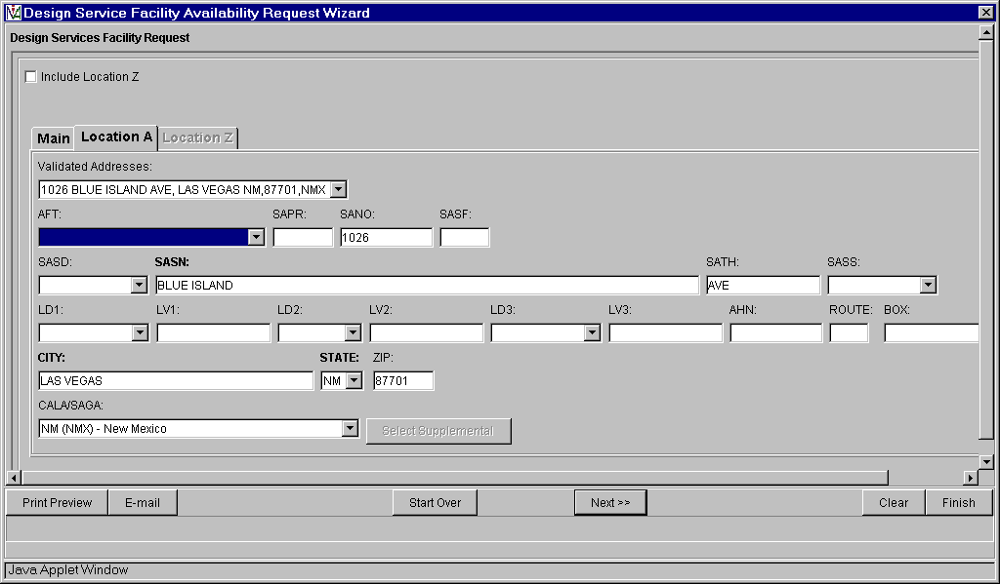 Design Service Facility Availability Request Wizard
Design Services Facility Request
Include Location Z
Main Location A Location Z
Validated Addresses:
1026 BLUE ISLAND AVE, LAS VEGAS NM,87701,NMX
AFT: SAPR: SANO: SASF:
1026
SASD: SASN: SATH: SASS:
BLUE ISLAND AVE
LD1: LV1: LD2: LV2: LD3: LV3: AHN: ROUTE: BOX:
CITY: STATE: ZIP:
LAS VEGAS NM 87701
CALA/SAGA:
NM (NMX) - New Mexico Select Supplemental
Print Preview E-mail Start Over Next >> Clear Finish
Java Applet Window